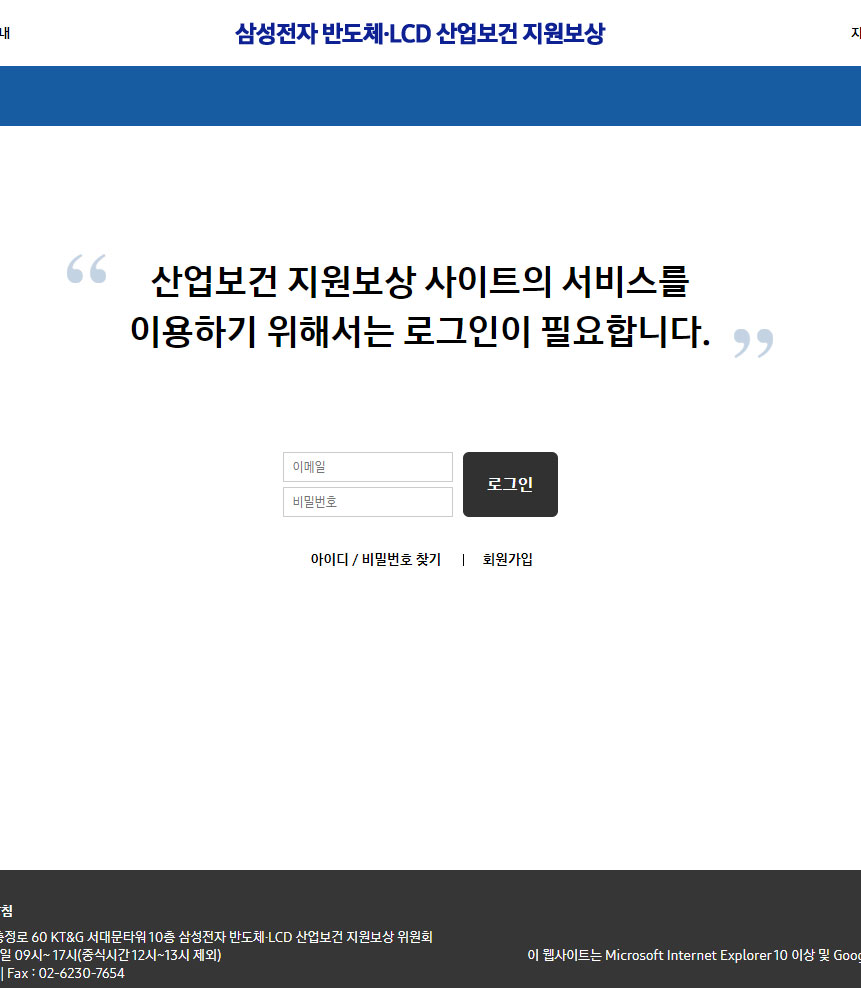 내
삼성전자 반도체·LCD 산업보건 지원보상
“ 산업보건 지원보상 사이트의 서비스를
이용하기 위해서는 로그인이 필요합니다. ”
이메일
비밀번호
로그인
아이디 / 비밀번호 찾기 | 회원가입
침
충정로 60 KT&G 서대문타워 10층 삼성전자 반도체·LCD 산업보건 지원보상 위원회
일 09시~ 17시(중식시간12시~13시 제외)
이 웹사이트는 Microsoft Internet Explorer10 이상 및
| Fax : 02-6230-7654